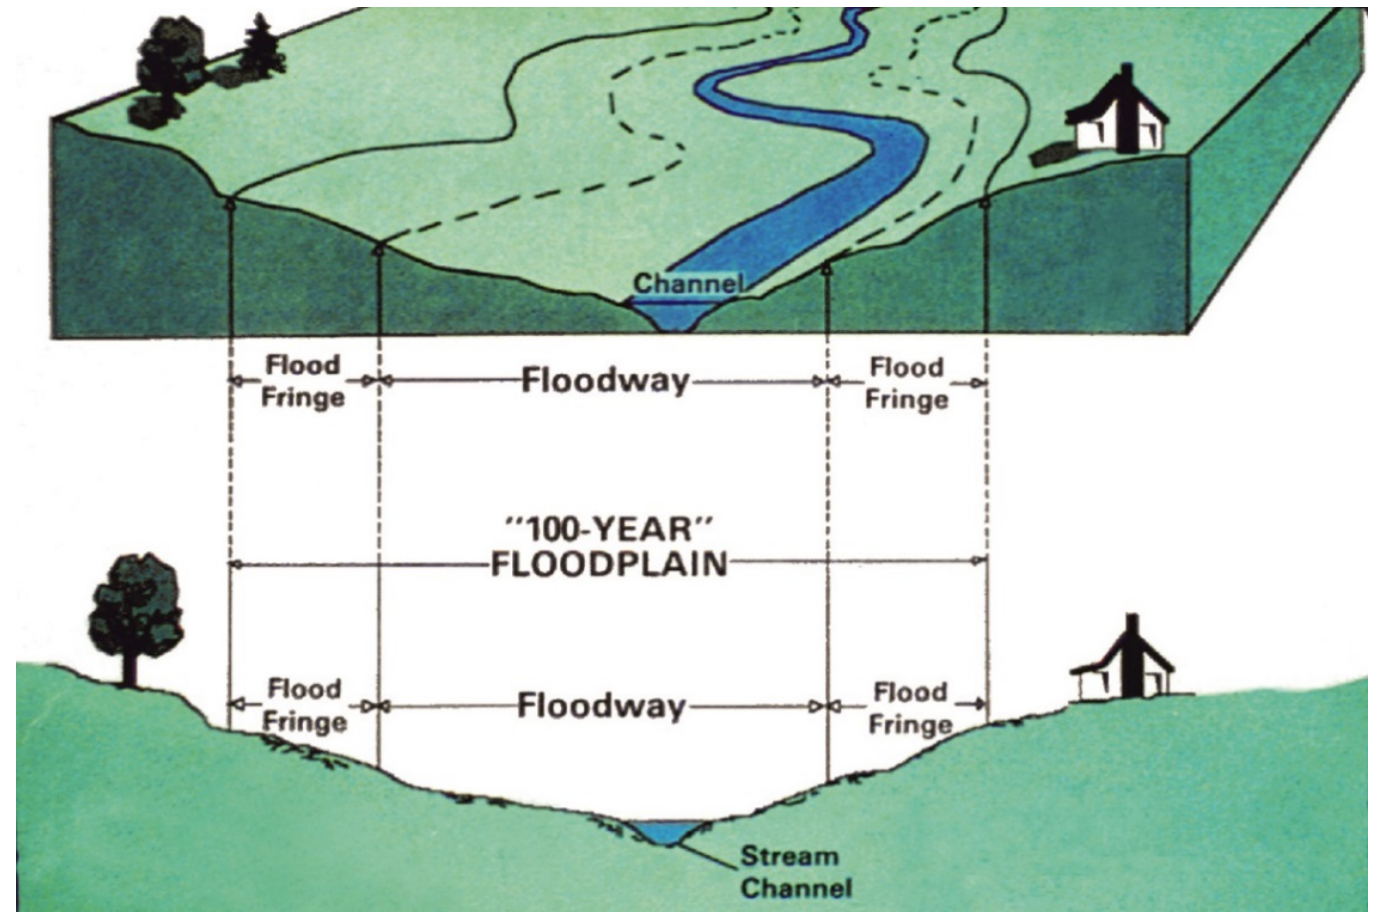 Channel
Flood
Fringe
Floodway
Flood
Fringe
"100-YEAR"
FLOODPLAIN
Flood
Fringe
Floodway
Flood
Fringe
Stream
Channel